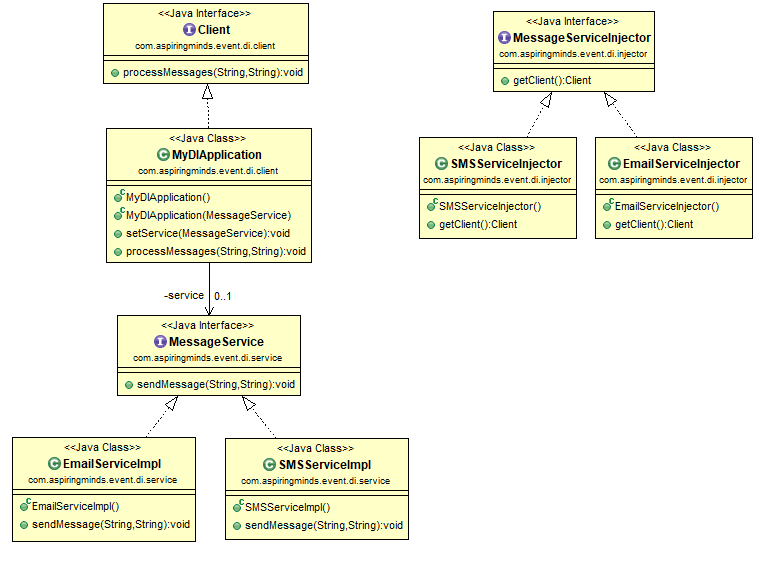 <<Java Interface>>
Client
com.aspiringminds.event.di.client
processMessages(String,String):void
<<Java Class>>
MyDIApplication
com.aspiringminds.event.di.client
MyDIApplication()
MyDIApplication(MessageService)
setService(MessageService):void
processMessages(String,String):void
-service 0..1
<<Java Interface>>
MessageService
com.aspiringminds.event.di.service
sendMessage(String,String):void
<<Java Class>>
EmailServiceImpl
com.aspiringminds.event.di.service
EmailServiceImpl()
sendMessage(String,String):void
<<Java Class>>
SMSServiceImpl
com.aspiringminds.event.di.service
SMSServiceImpl()
sendMessage(String,String):void
<<Java Interface>>
MessageServiceInjector
com.aspiringminds.event.di.injector
getClient():Client
<<Java Class>>
SMSServiceInjector
com.aspiringminds.event.di.injector
SMSServiceInjector()
getClient():Client
<<Java Class>>
EmailServiceInjector
com.aspiringminds.event.di.injector
EmailServiceInjector()
getClient():Client